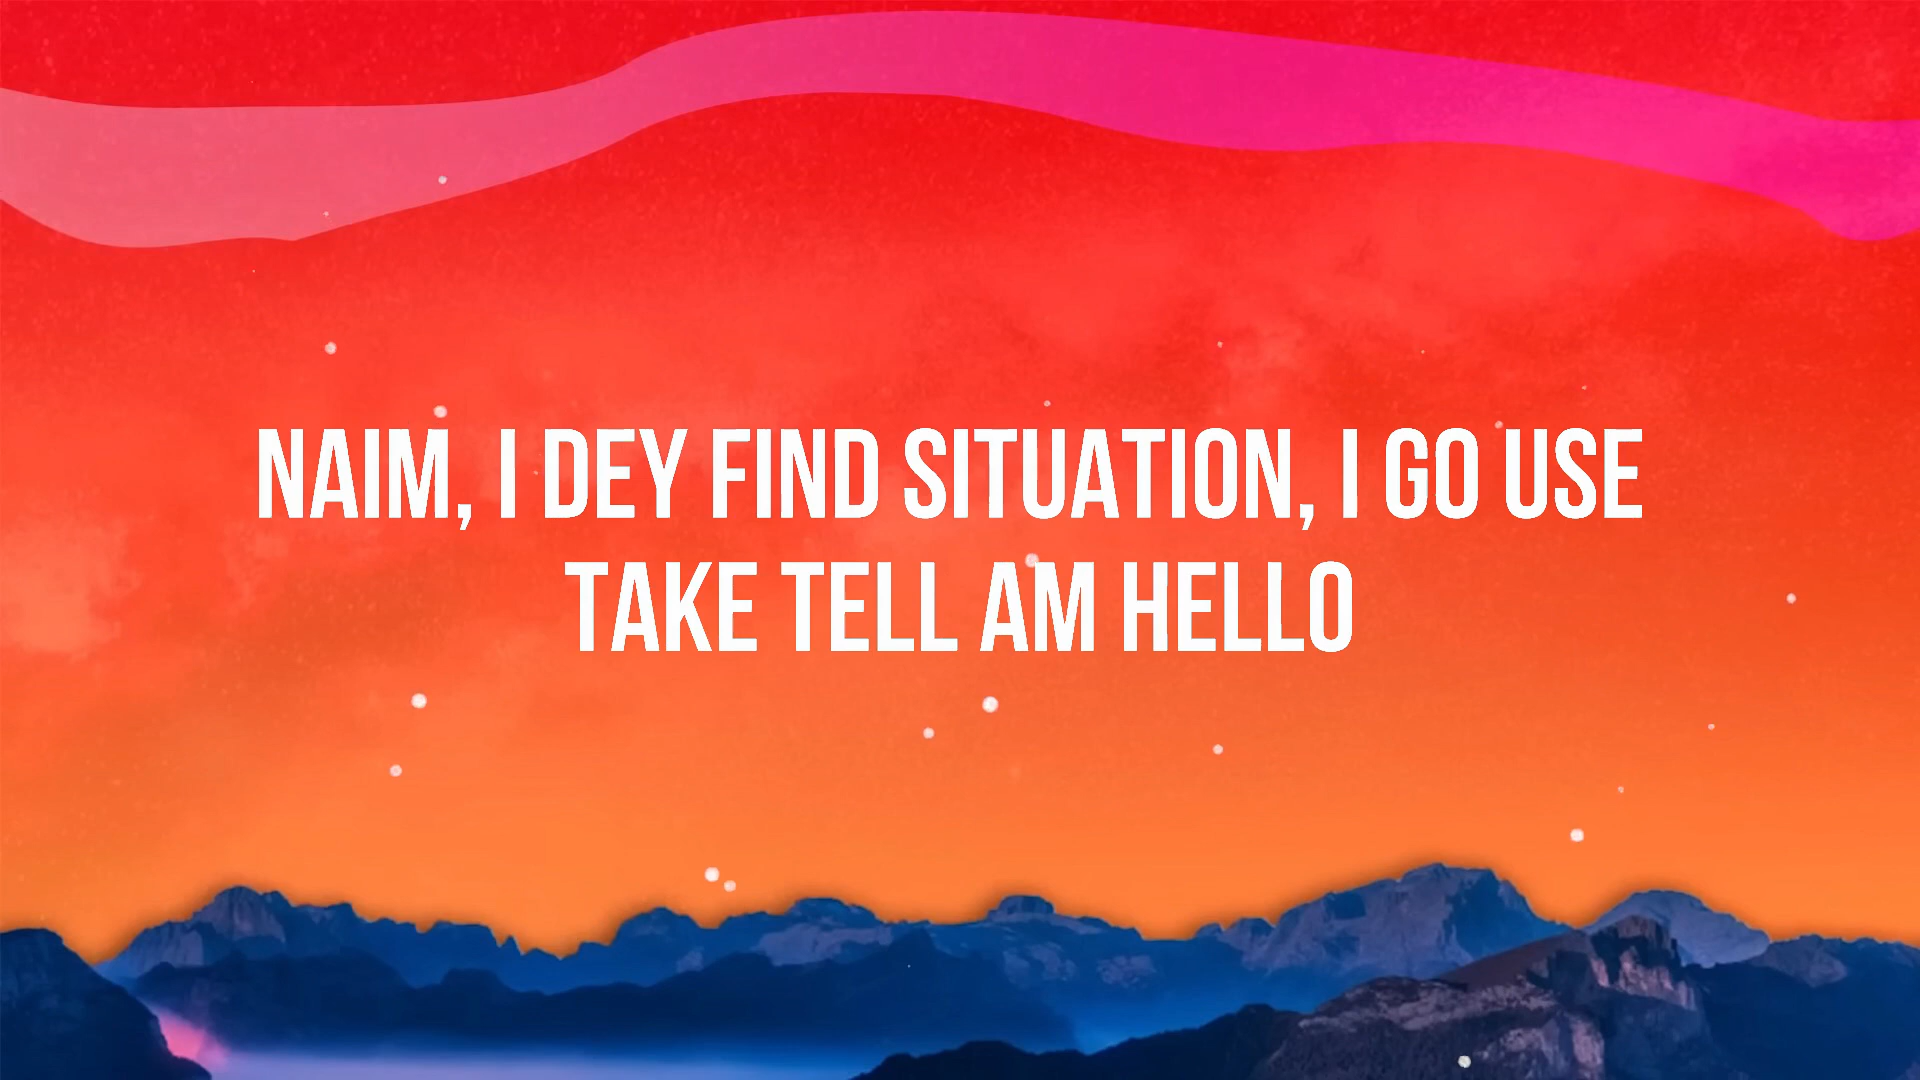 NAIM, I DEY FIND SITUATION, I GO USE
TAKE TELL AM HELLO